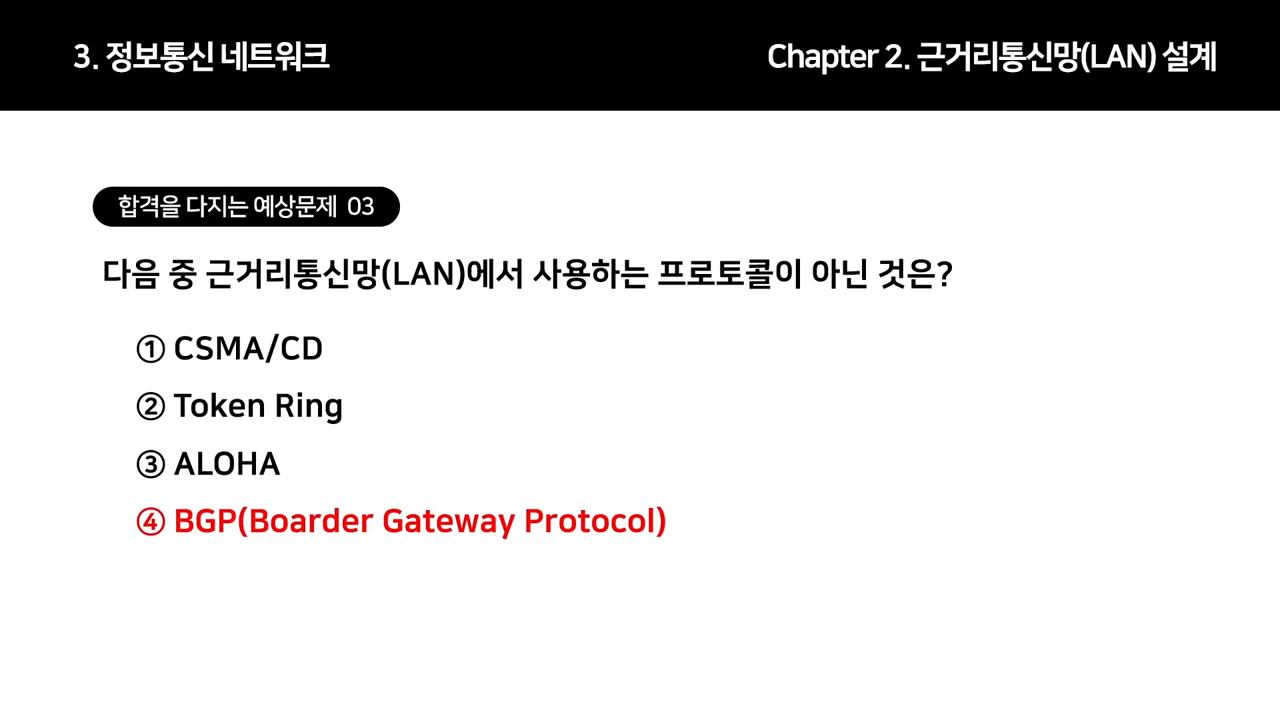 3. 정보통신 네트워크
Chapter 2. 근거리통신망(LAN) 설계
합격을 다지는 예상문제 03
다음 중 근거리통신망(LAN)에서 사용하는 프로토콜이 아닌 것은?
① CSMA/CD
② Token Ring
③ ALOHA
④ BGP(Boarder Gateway Protocol)